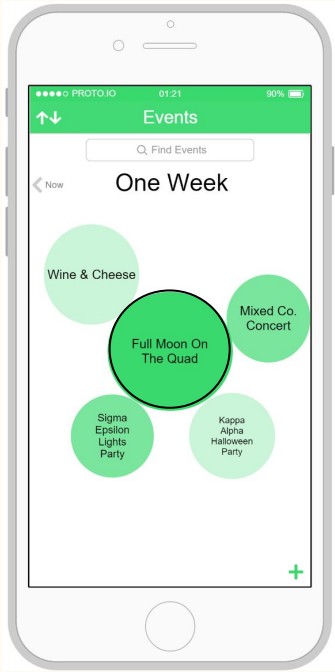 PROTO.IO 01:21 90%
Events
Find Events
Now
One Week
Wine & Cheese
Mixed Co.
Concert
Full Moon On
The Quad
Sigma
Epsilon
Lights
Party
Kappa
Alpha
Halloween
Party
+